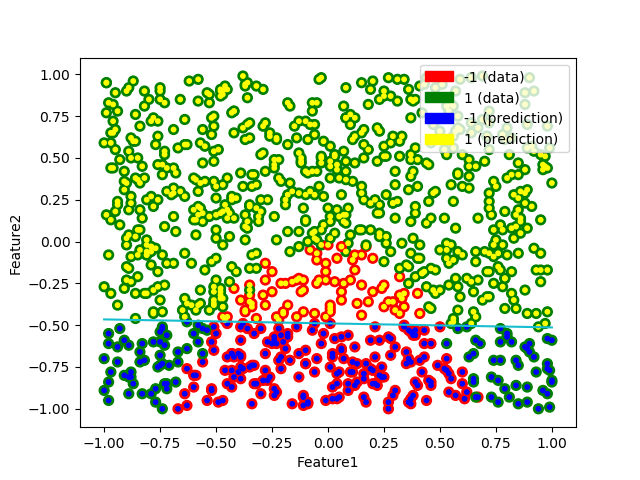 1.00
0.75
0.50
0.25
0.00
−0.25
−0.50
−0.75
−1.00
Feature2
-1 (data)
1 (data)
-1 (prediction)
1 (prediction)
−1.00 −0.75 −0.50 −0.25 0.00 0.25 0.50 0.75 1.00
Feature1